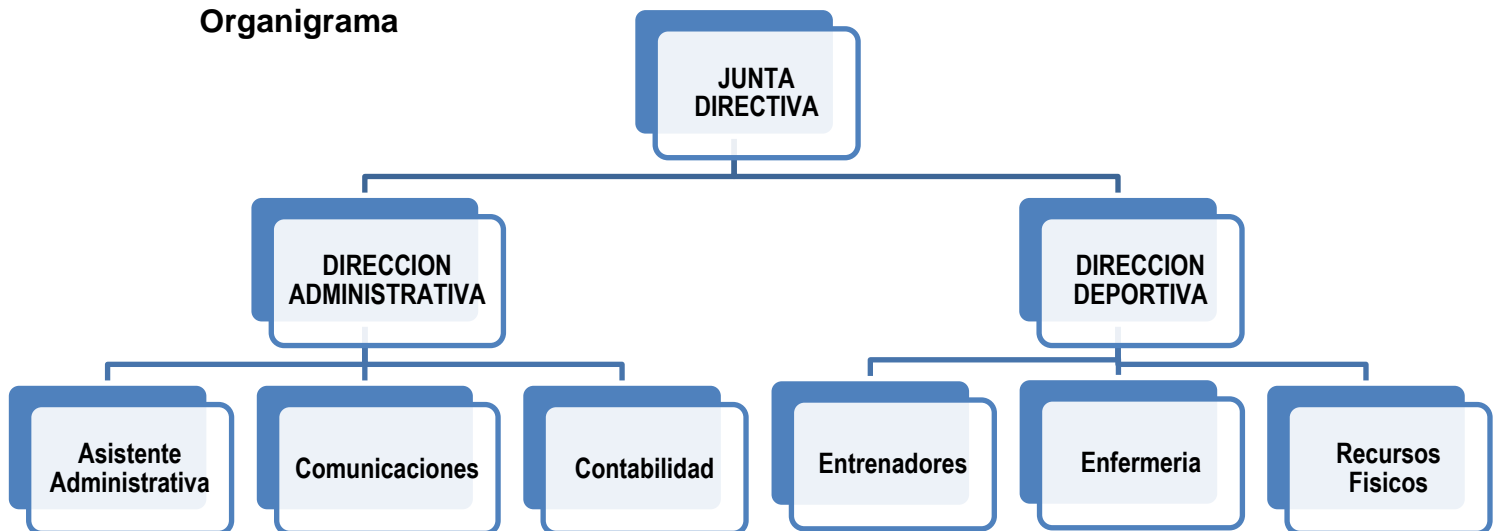 Organigrama
JUNTA
DIRECTIVA
DIRECCION
ADMINISTRATIVA
DIRECCION
DEPORTIVA
Asistente
Administrativa
Comunicaciones
Contabilidad
Entrenadores
Enfermeria
Recursos
Fisicos